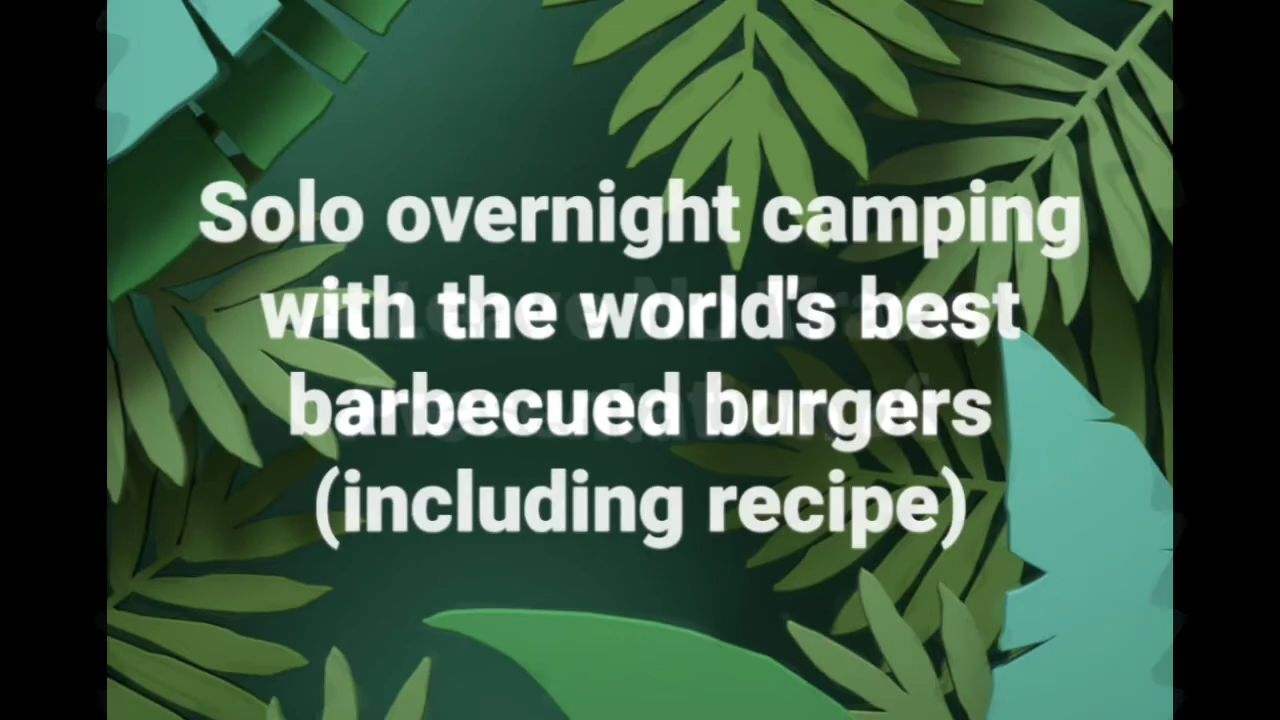 Solo overnight camping
with the world's best
barbecued burgers
(including recipe)